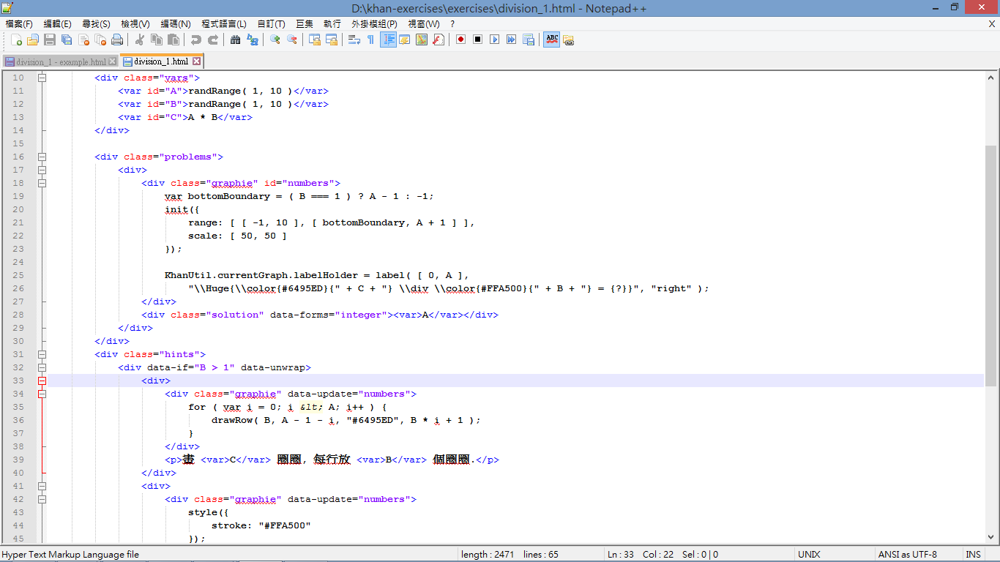 D:\khan-exercises\exercises\division_1.html - Notepad++
檔案(F) 編輯(E) 尋找(S) 檢視(V) 編碼(N) 程式語言(L) 自訂(T) 巨集 執行 外掛模組(P) 視窗(W) ? X
division_1 - example.html division_1.html
10 <div class="vars">
11 <var id="A">randRange( 1, 10 )</var>
12 <var id="B">randRange( 1, 10 )</var>
13 <var id="C">A * B</var>
14 </div>
15
16 <div class="problems">
17 <div>
18 <div class="graphie" id="numbers">
19 var bottomBoundary = ( B === 1 ) ? A - 1 : -1;
20 init({
21 range: [ [ -1, 10 ], [ bottomBoundary, A + 1 ] ],
22 scale: [ 50, 50 ]
23 });
24
25 KhanUtil.currentGraph.labelHolder = label( [ 0, A ],
26 "\\Huge{\\color{#6495ED}{" + C + "} \\div \\color{#FFA500}{" + B + "} = {?}}", "right" );
27 </div>
28 <div class="solution" data-forms="integer"><var>A</var></div>
29 </div>
30 </div>
31 <div class="hints">
32 <div data-if="B > 1" data-unwrap>
33 <div>
34 <div class="graphie" data-update="numbers">
35 for ( var i = 0; i &lt; A; i++ ) {
36 drawRow( B, A - 1 - i, "#6495ED", B * i + 1 );
37 }
38 </div>
39 <p>畫 <var>C</var> 圈圈, 每行放 <var>B</var> 個圈圈.</p>
40 </div>
41 <div>
42 <div class="graphie" data-update="numbers">
43 style({
44 stroke: "#FFA500"
45 });
Hyper Text Markup Language file length : 2471 lines : 65 Ln : 33 Col : 22 Sel : 0 | 0 UNIX ANSI as UTF-8 INS